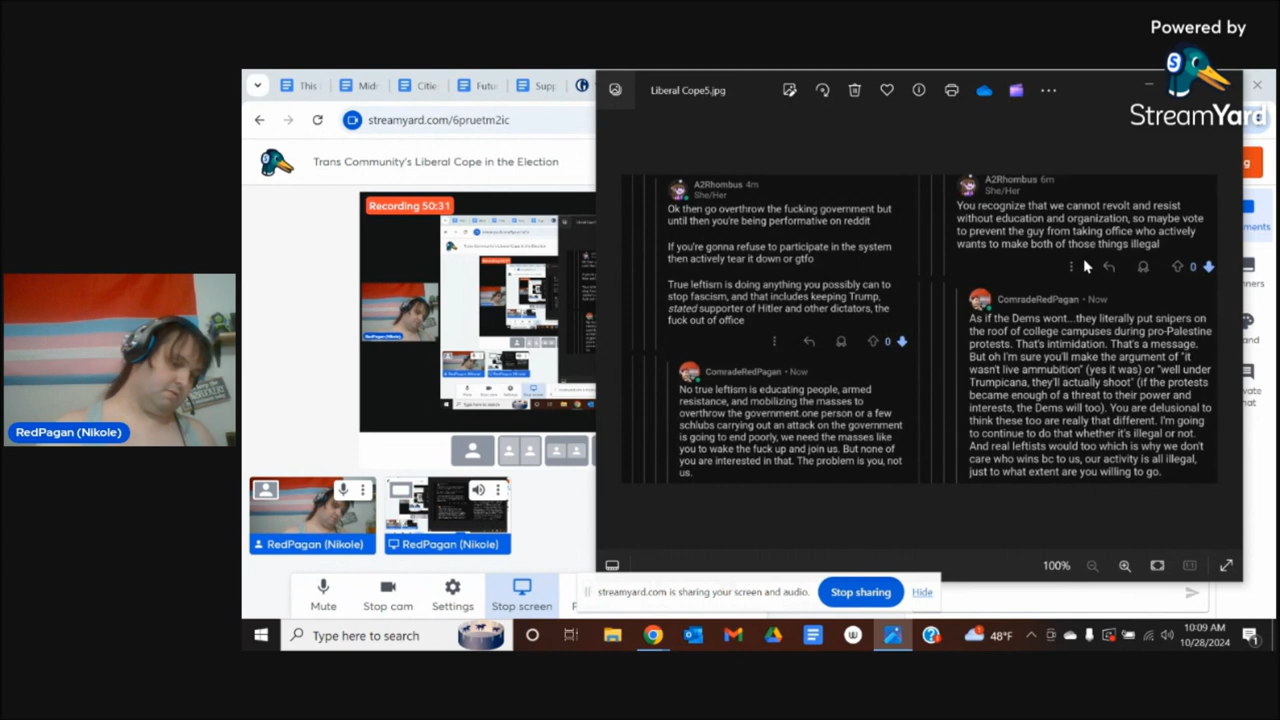 Powered by
StreamYard
This
Mid
Citie
Futu
Supp
Liberal Cope5.jpg
streamyard.com/6pruetm2ic
Trans Community's Liberal Cope in the Election
Recording 50:31
A2Rhombus 4m
She/Her
Ok then go overthrow the fucking government but
until then you're being performative on reddit
If you're gonna refuse to participate in the system
then actively tear it down or gtfo
True leftism is doing anything you possibly can to
stop fascism, and that includes keeping Trump,
stated supporter of Hitler and other dictators, the
fuck out of office
0
ComradeRedPagan · Now
No true leftism is educating people, armed
resistance, and mobilizing the masses to
overthrow the government.one person or a few
schlubs carrying out an attack on the government
is going to end poorly, we need the masses like
you to wake the fuck up and join us. But none of
you are interested in that. The problem is you, not
us.
A2Rhombus 6m
She/Her
You recognize that we cannot revolt and resist
without education and organization, so maybe vote
to prevent the guy from taking office who actively
wants to make both of those things illegal
0
ComradeRedPagan · Now
As if the Dems wont...they literally put snipers on
the roof of college campuses during pro-Palestine
protests. That's intimidation. That's a message.
But oh I'm sure you'll make the argument of "it
wasn't live ammubition" (yes it was) or "well under
Trumpicana, they'll actually shoot" (if the protests
became enough of a threat to their power and
interests, the Dems will too). You are delusional to
think these too are really that different. I'm going
to continue to do that whether it's illegal or not.
And real leftists would too which is why we don't
care who wins bc to us, our activity is all illegal,
just to what extent are you willing to go.
RedPagan (Nikole)
RedPagan (Nikole)
RedPagan (Nikole)
100%
Mute
Stop cam
Settings
Stop screen
streamyard.com is sharing your screen and audio.
Stop sharing
Hide
Type here to search
48°F
10:09 AM
10/28/2024